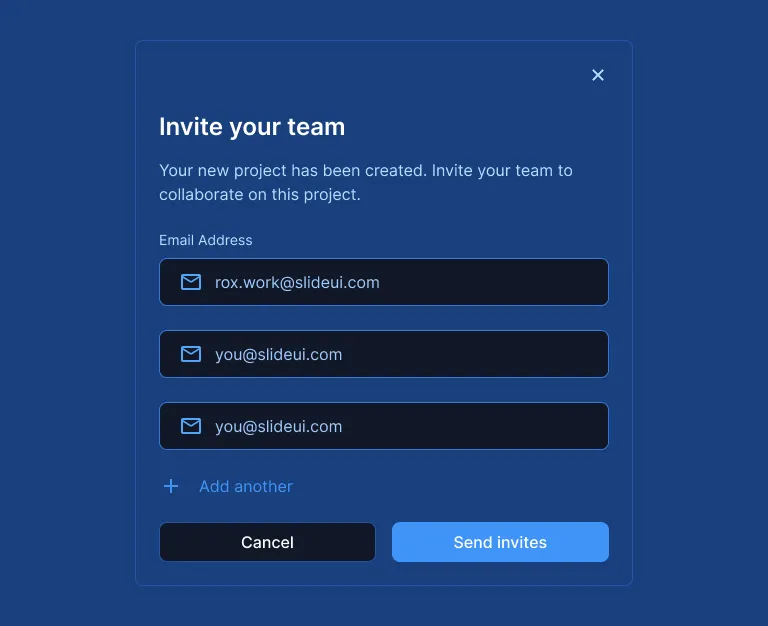 Invite your team
Your new project has been created. Invite your team to
collaborate on this project.
Email Address
rox.work@slideui.com
you@slideui.com
you@slideui.com
Add another
Cancel
Send invites